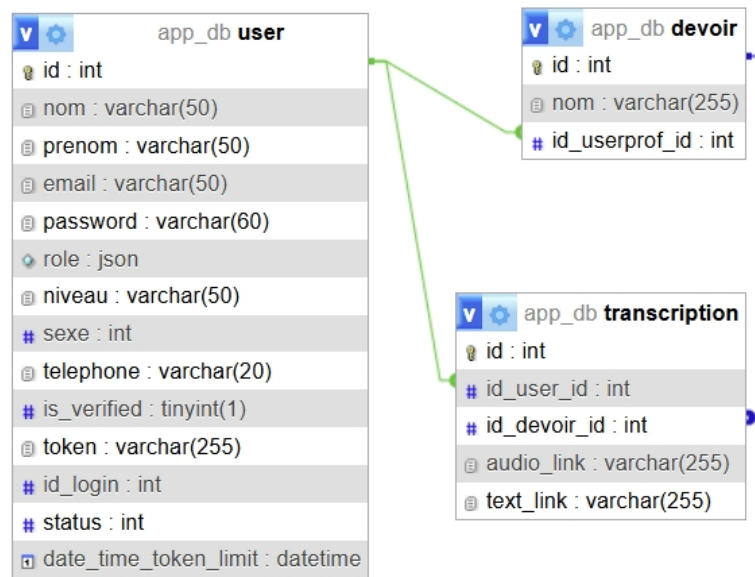 v app_db user
id : int
nom : varchar(50)
prenom : varchar(50)
email : varchar(50)
password : varchar(60)
role : json
niveau : varchar(50)
# sexe : int
telephone : varchar(20)
# is_verified : tinyint(1)
token : varchar(255)
# id_login : int
# status : int
date_time_token_limit : datetime
v app_db devoir
id : int
nom : varchar(255)
# id_userprof_id : int
v app_db transcription
id : int
# id_user_id : int
# id_devoir_id : int
audio_link : varchar(255)
text_link : varchar(255)